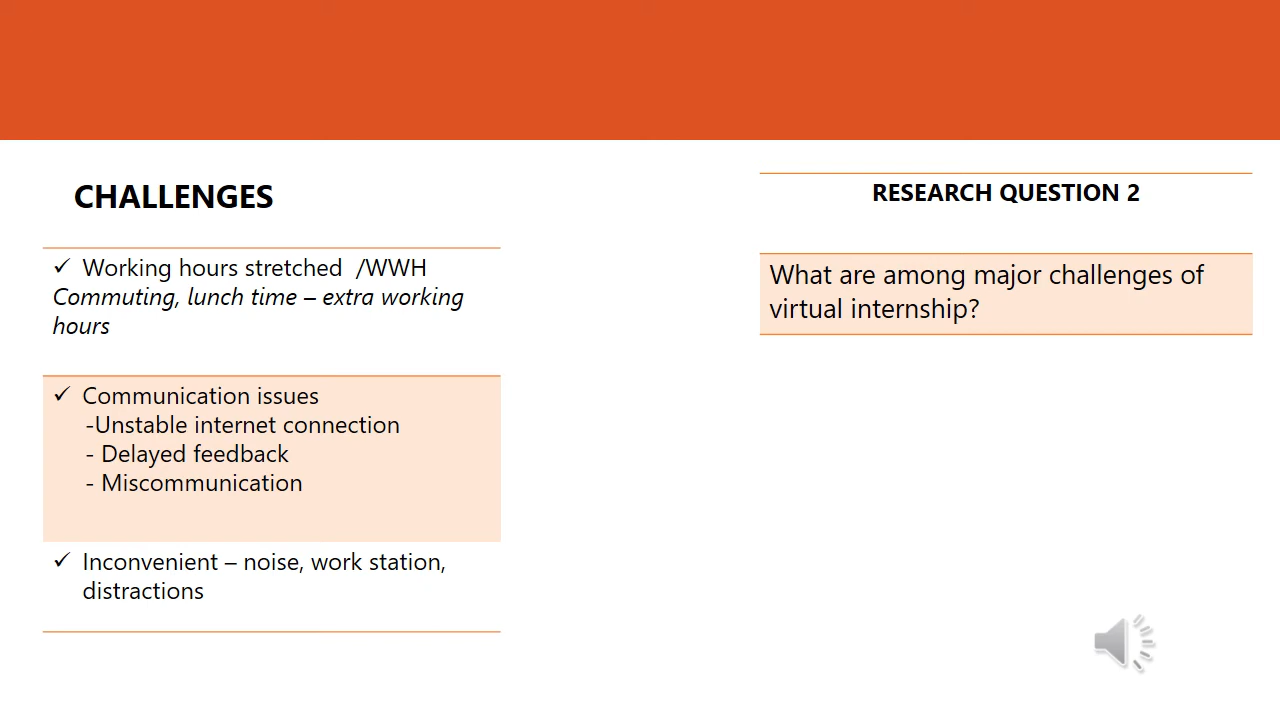 CHALLENGES
✓ Working hours stretched  /WWH
Commuting, lunch time – extra working
hours
✓ Communication issues
-Unstable internet connection
- Delayed feedback
- Miscommunication
✓ Inconvenient – noise, work station,
distractions
RESEARCH QUESTION 2
What are among major challenges of
virtual internship?